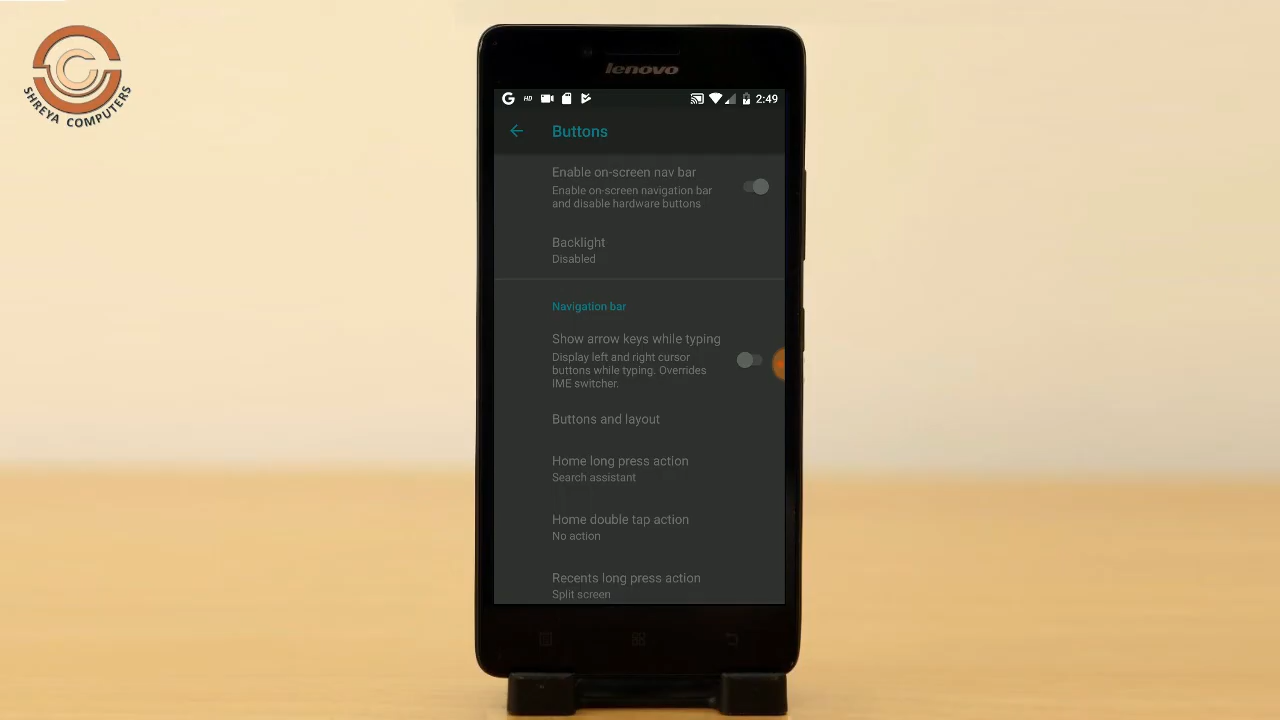 SHREYA COMPUTERS
lenovo
G HD 2:49
Buttons
Enable on-screen nav bar
Enable on-screen navigation bar
and disable hardware buttons
Backlight
Disabled
Navigation bar
Show arrow keys while typing
Display left and right cursor
buttons while typing. Overrides
IME switcher.
Buttons and layout
Home long press action
Search assistant
Home double tap action
No action
Recents long press action
Split screen